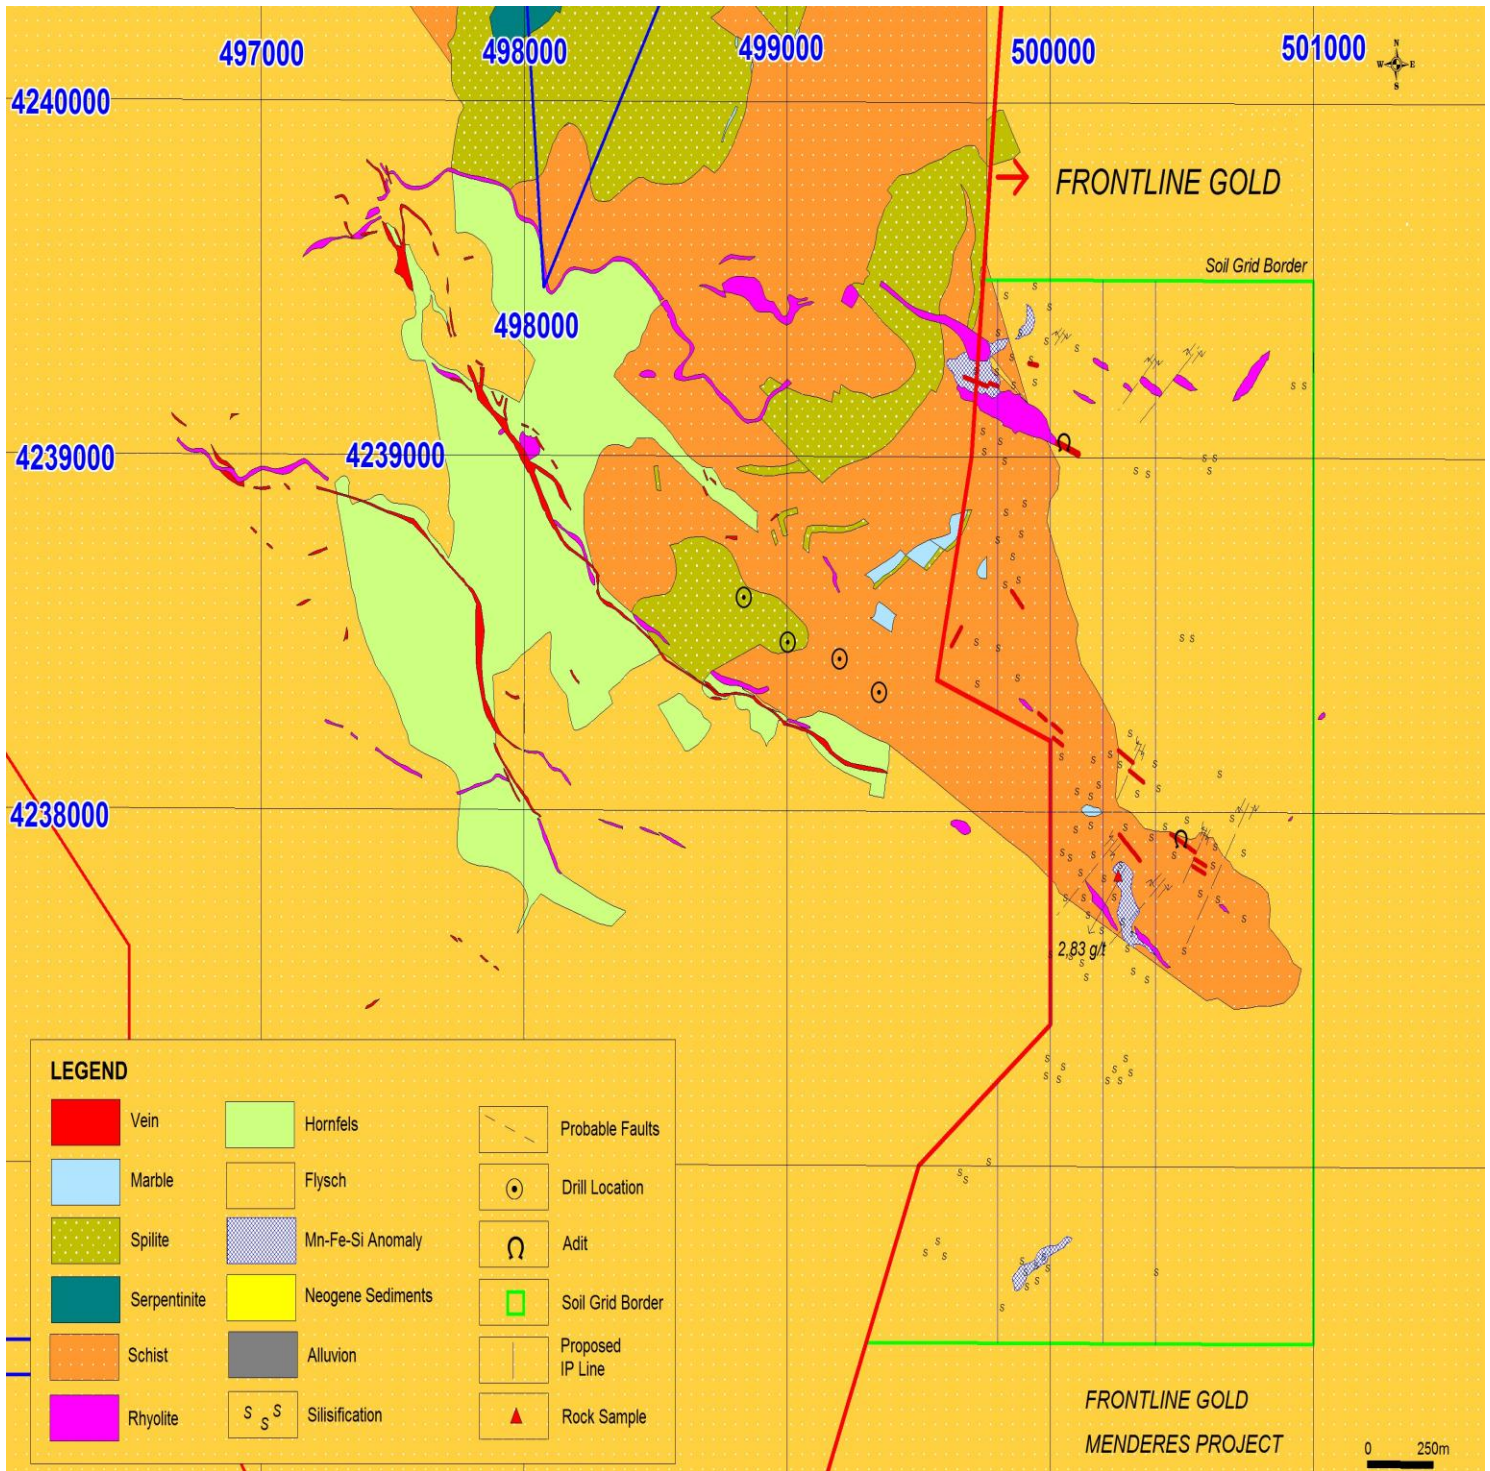 497000
498000
499000
500000
501000
N
W E
S
4240000
FRONTLINE GOLD
Soil Grid Border
498000
4239000
4239000
4238000
2,83 g/t
LEGEND
Vein
Marble
Spilite
Serpentinite
Schist
Rhyolite
Hornfels
Flysch
Mn-Fe-Si Anomaly
Neogene Sediments
Alluvion
S S S
Silisification
Probable Faults
Drill Location
Adit
Soil Grid Border
Proposed
IP Line
Rock Sample
FRONTLINE GOLD
MENDERES PROJECT
0 250m